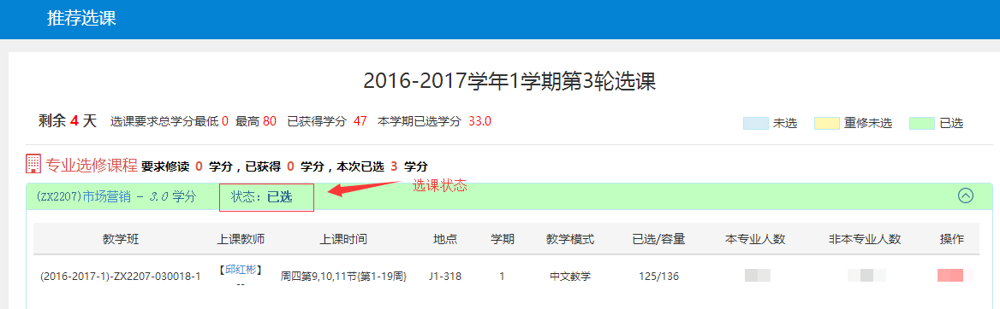 推荐选课
2016-2017学年1学期第3轮选课
剩余 4 天 选课要求总学分最低 0 最高 80 已获得学分 47 本学期已选学分 33.0 未选 重修未选 已选
专业选修课程 要求修读 0 学分，已获得 0 学分，本次已选 3 学分
(ZX2207)市场营销 - 3.0 学分 状态：已选 选课状态
教学班 上课教师 上课时间 地点 学期 教学模式 已选/容量 本专业人数 非本专业人数 操作
(2016-2017-1)-ZX2207-030018-1 【邱红彬】 周四第9,10,11节{第1-19周} J1-318 1 中文教学 125/136
--